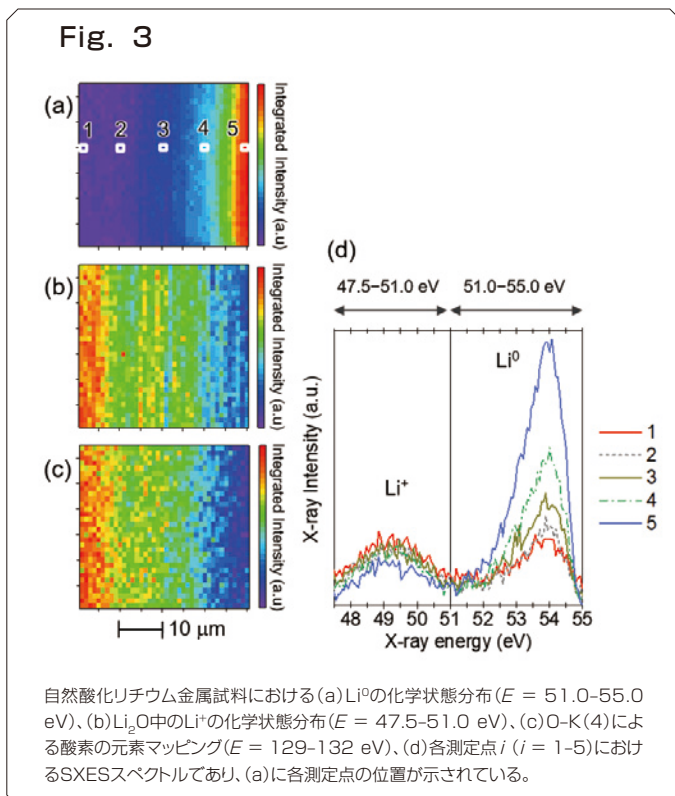 Fig. 3
(a)
1 2 3 4 5
Integrated Intensity (a.u)
(b)
Integrated Intensity (a.u)
(c)
Integrated Intensity (a.u)
10 μm
(d)
47.5–51.0 eV 51.0–55.0 eV
Li⁰
Li⁺
X-ray Intensity (a.u.)
1
2
3
4
5
48 49 50 51 52 53 54 55
X-ray energy (eV)
自然酸化リチウム金属試料における(a)Li⁰の化学状態分布(E = 51.0–55.0
eV)、(b)Li₂O中のLi⁺の化学状態分布(E = 47.5–51.0 eV)、(c)O–K(4)によ
る酸素の元素マッピング(E = 129–132 eV)、(d)各測定点 i (i = 1–5)におけ
るSXESスペクトルであり、(a)に各測定点の位置が示されている。